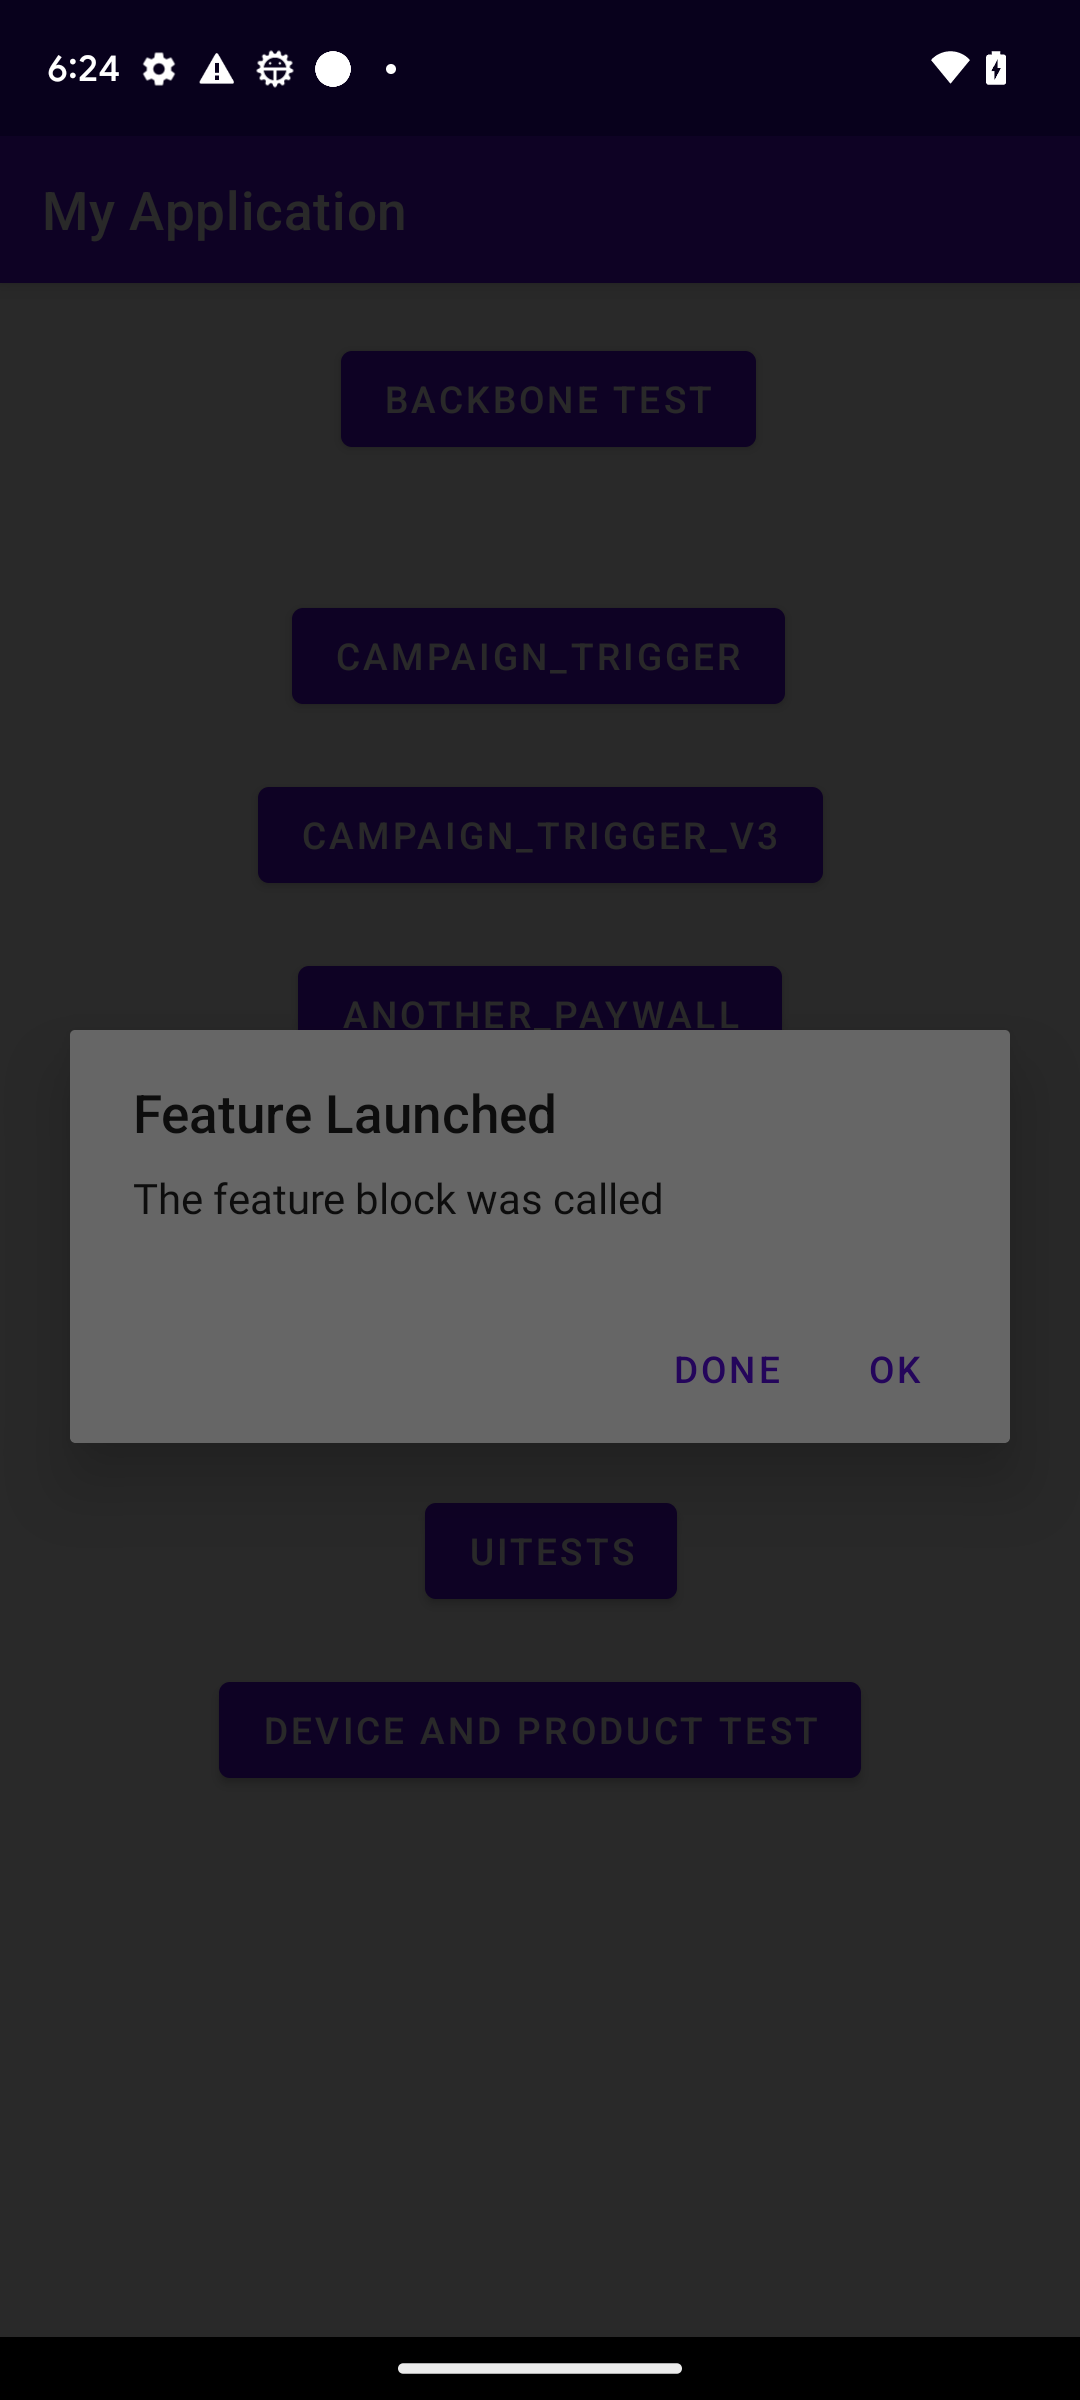 6:24
My Application
BACKBONE TEST
CAMPAIGN_TRIGGER
CAMPAIGN_TRIGGER_V3
ANOTHER_PAYWALL
Feature Launched
The feature block was called
DONE OK
UITESTS
DEVICE AND PRODUCT TEST